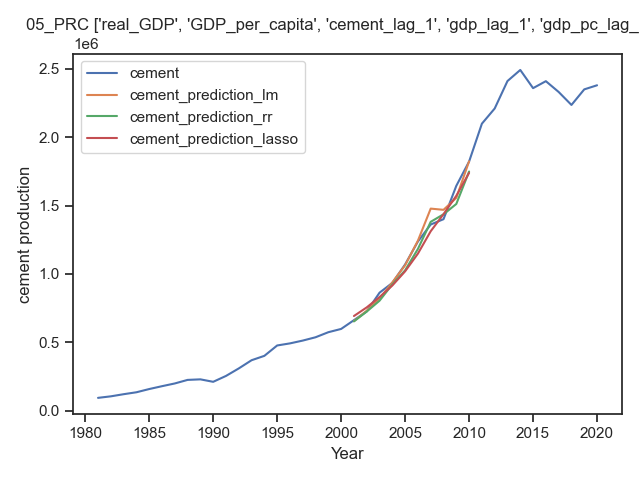 05_PRC ['real_GDP', 'GDP_per_capita', 'cement_lag_1', 'gdp_lag_1', 'gdp_pc_lag_
1e6
cement
cement_prediction_lm
cement_prediction_rr
cement_prediction_lasso
2.5
2.0
1.5
1.0
0.5
0.0
cement production
1980 1985 1990 1995 2000 2005 2010 2015 2020
Year